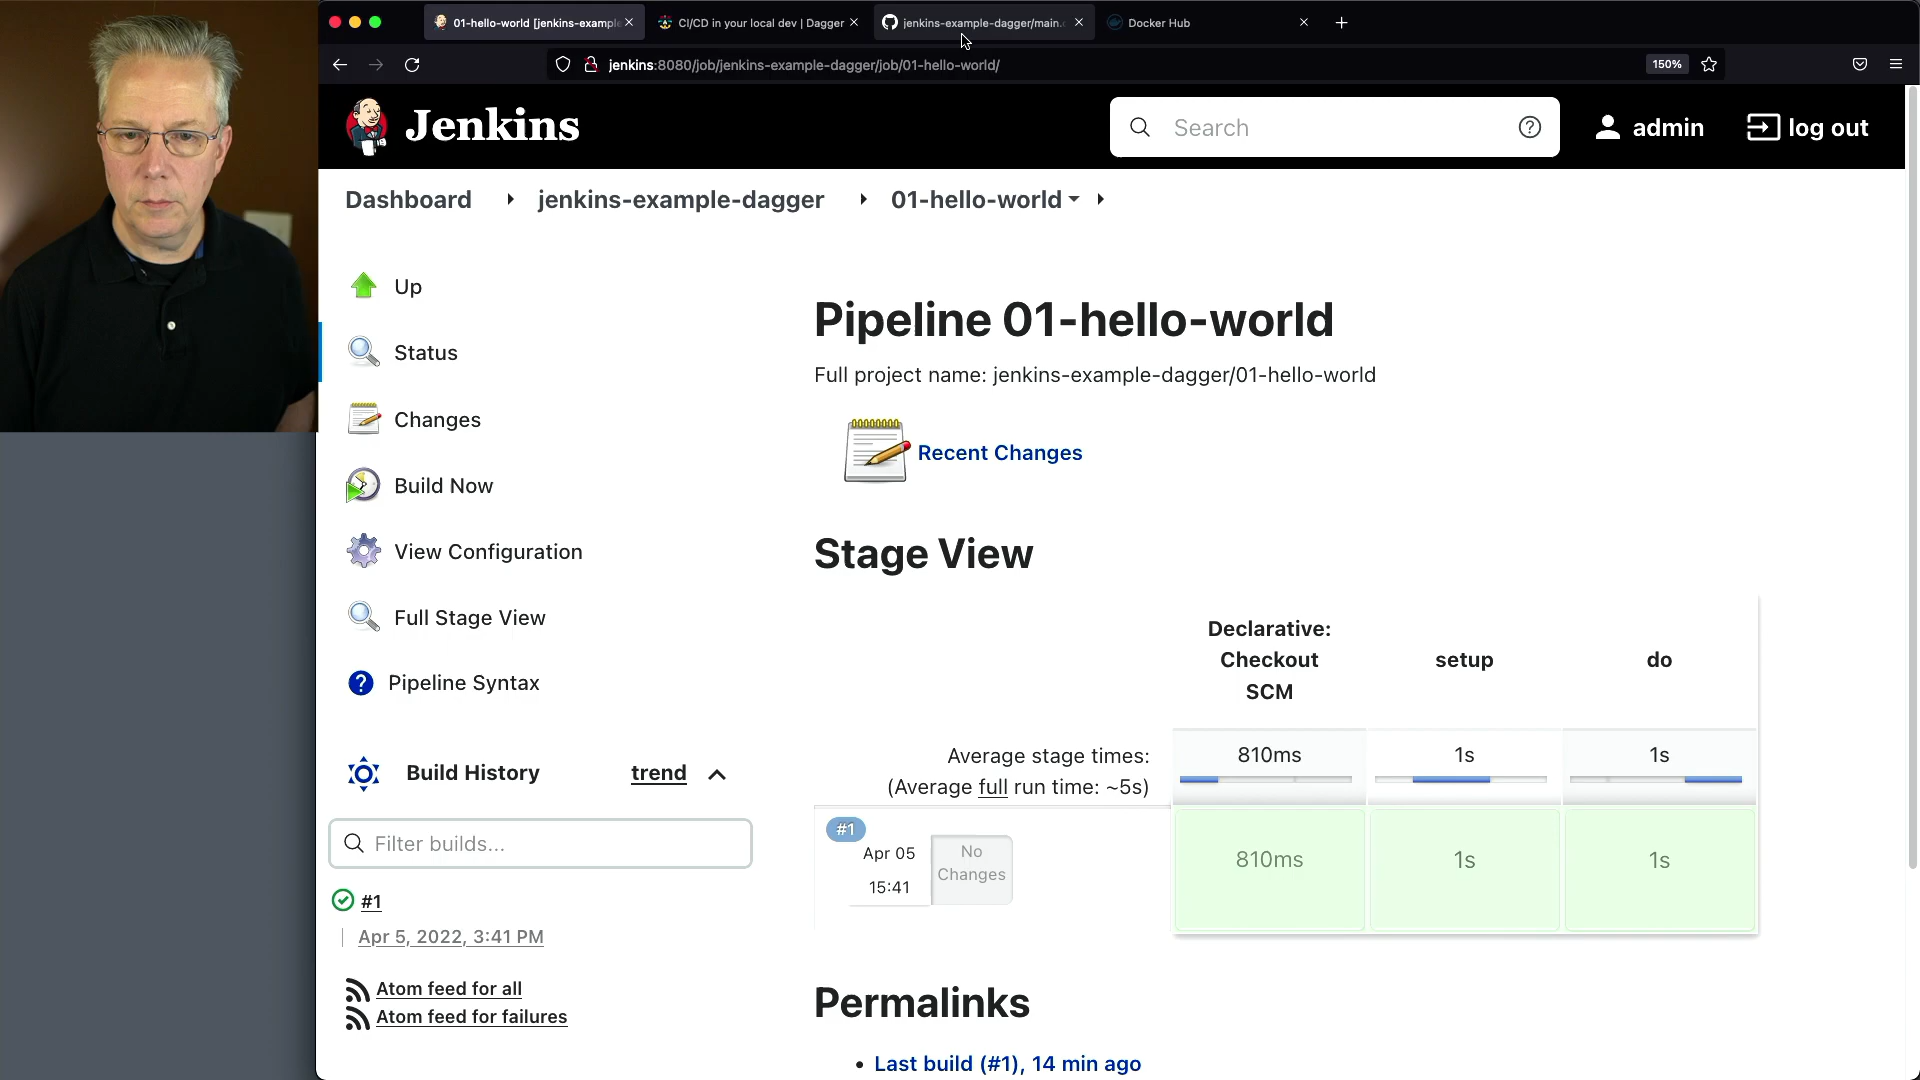 01-hello-world [jenkins-example
CI/CD in your local dev | Dagger
jenkins-example-dagger/main.
Docker Hub
jenkins:8080/job/jenkins-example-dagger/job/01-hello-world/
150%
Jenkins
Search
admin
log out
Dashboard
jenkins-example-dagger
01-hello-world
Up
Status
Changes
Build Now
View Configuration
Full Stage View
Pipeline Syntax
Build History
trend
Filter builds...
#1
Apr 5, 2022, 3:41 PM
Atom feed for all
Atom feed for failures
Pipeline 01-hello-world
Full project name: jenkins-example-dagger/01-hello-world
Recent Changes
Stage View
Declarative:
Checkout
SCM
setup
do
Average stage times:
(Average full run time: ~5s)
810ms
1s
1s
#1
Apr 05
15:41
No
Changes
810ms
1s
1s
Permalinks
Last build (#1), 14 min ago